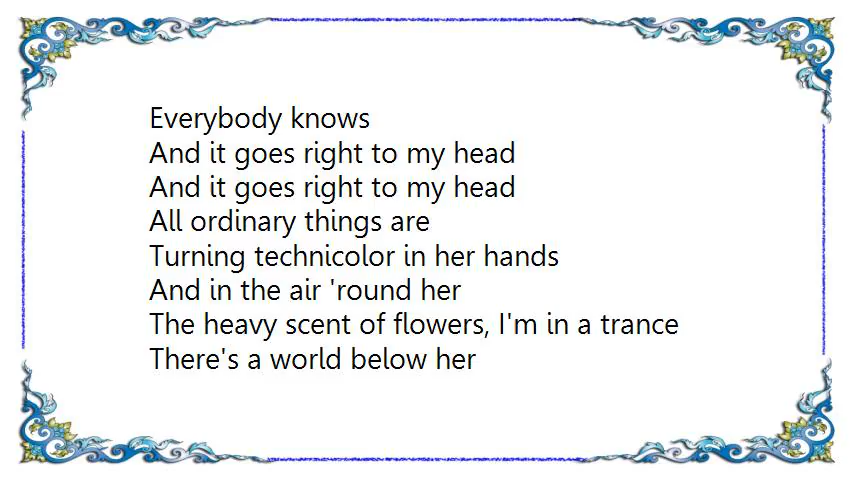 Everybody knows
And it goes right to my head
And it goes right to my head
All ordinary things are
Turning technicolor in her hands
And in the air 'round her
The heavy scent of flowers, I'm in a trance
There's a world below her